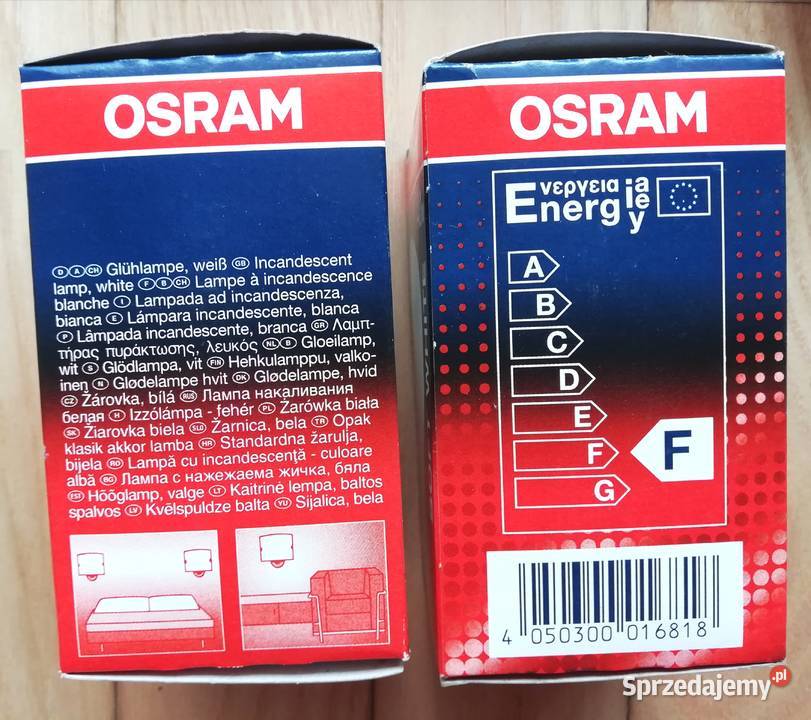 OSRAM
D A CH Glühlampe, weiß GB Incandescent
lamp, white F B CH Lampe à incandescence
blanche I Lampada ad incandescenza,
bianca E Lámpara incandescente, blanca
P Lâmpada incandescente, branca GR Λαμπ-
τήρας πυράκτωσης, λευκός NL B Gloeilamp,
wit S Glödlampa, vit FIN Hehkulamppu, valko-
inen N Glødelampe hvit DK Glødelampe, hvid
CZ Žárovka, bílá RUS Лампа накаливания
белая H Izzólámpa - fehér PL Żarówka biała
SK Žiarovka biela SLO Žarnica, bela TR Opak
klasik akkor lamba HR Standardna žarulja,
bijela RO Lampă cu incandescenţă - culoare
albă BG Лампа с нажежаема жичка, бяла
EST Hõõglamp, valge LT Kaitrinė lempa, baltos
spalvos LV Kvēlspuldze balta YU Sijalica, bela
OSRAM
Energ νεργεια nerg ia ie y
A
B
C
D
E
F
F
G
4 050300 016818
Sprzedajemy.pl